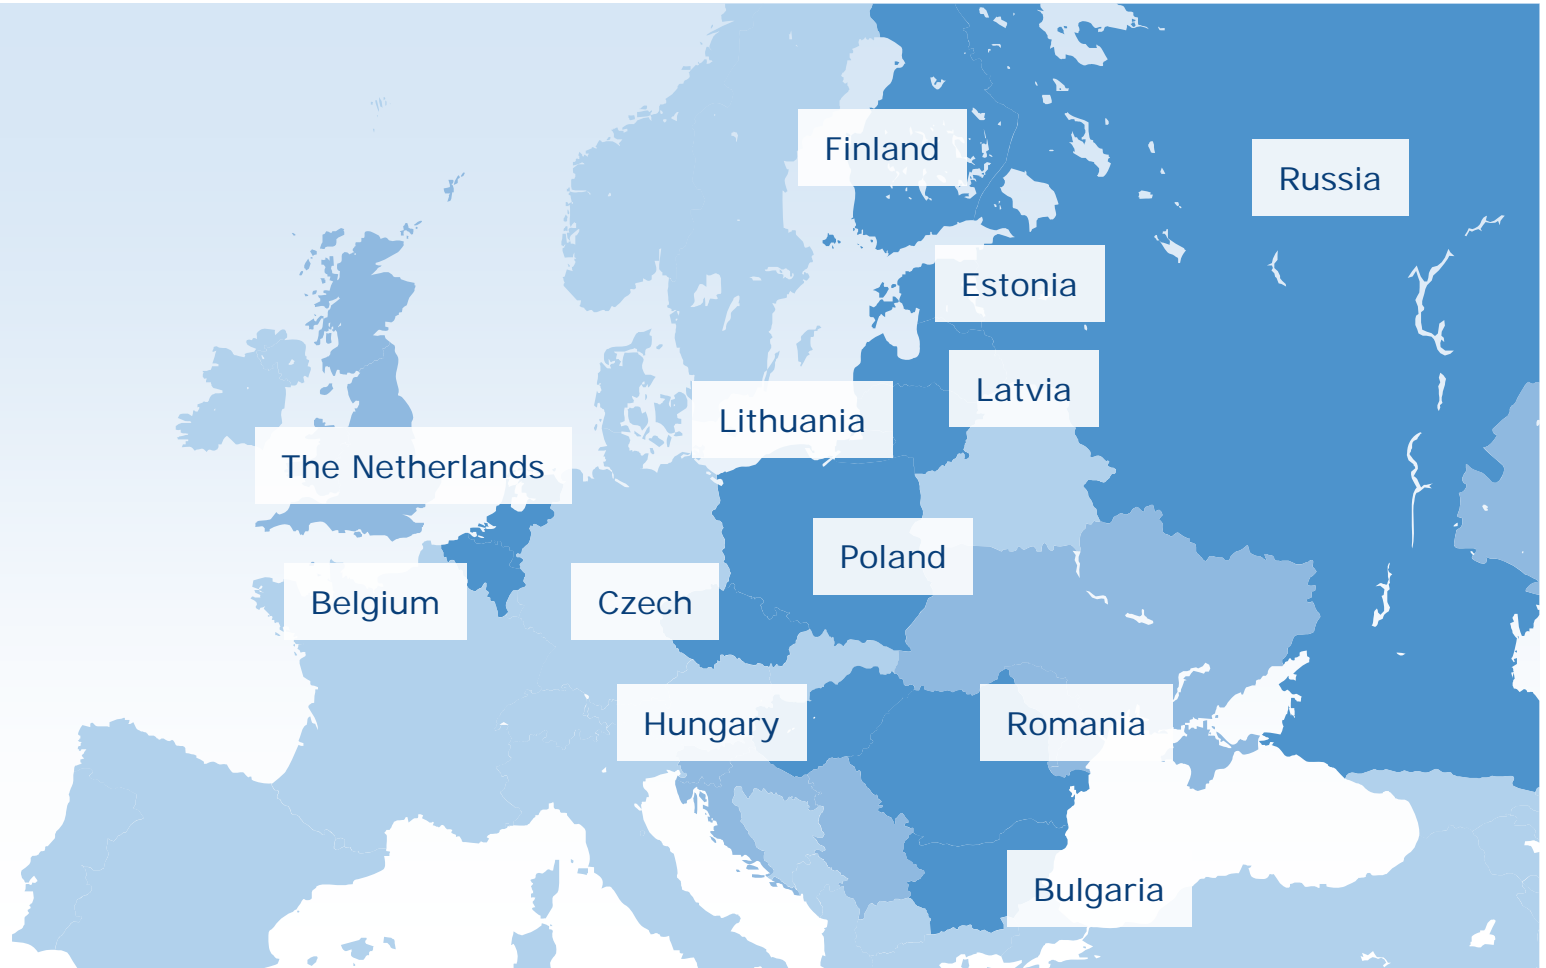 Finland
Russia
Estonia
Latvia
Lithuania
The Netherlands
Poland
Belgium
Czech
Hungary
Romania
Bulgaria